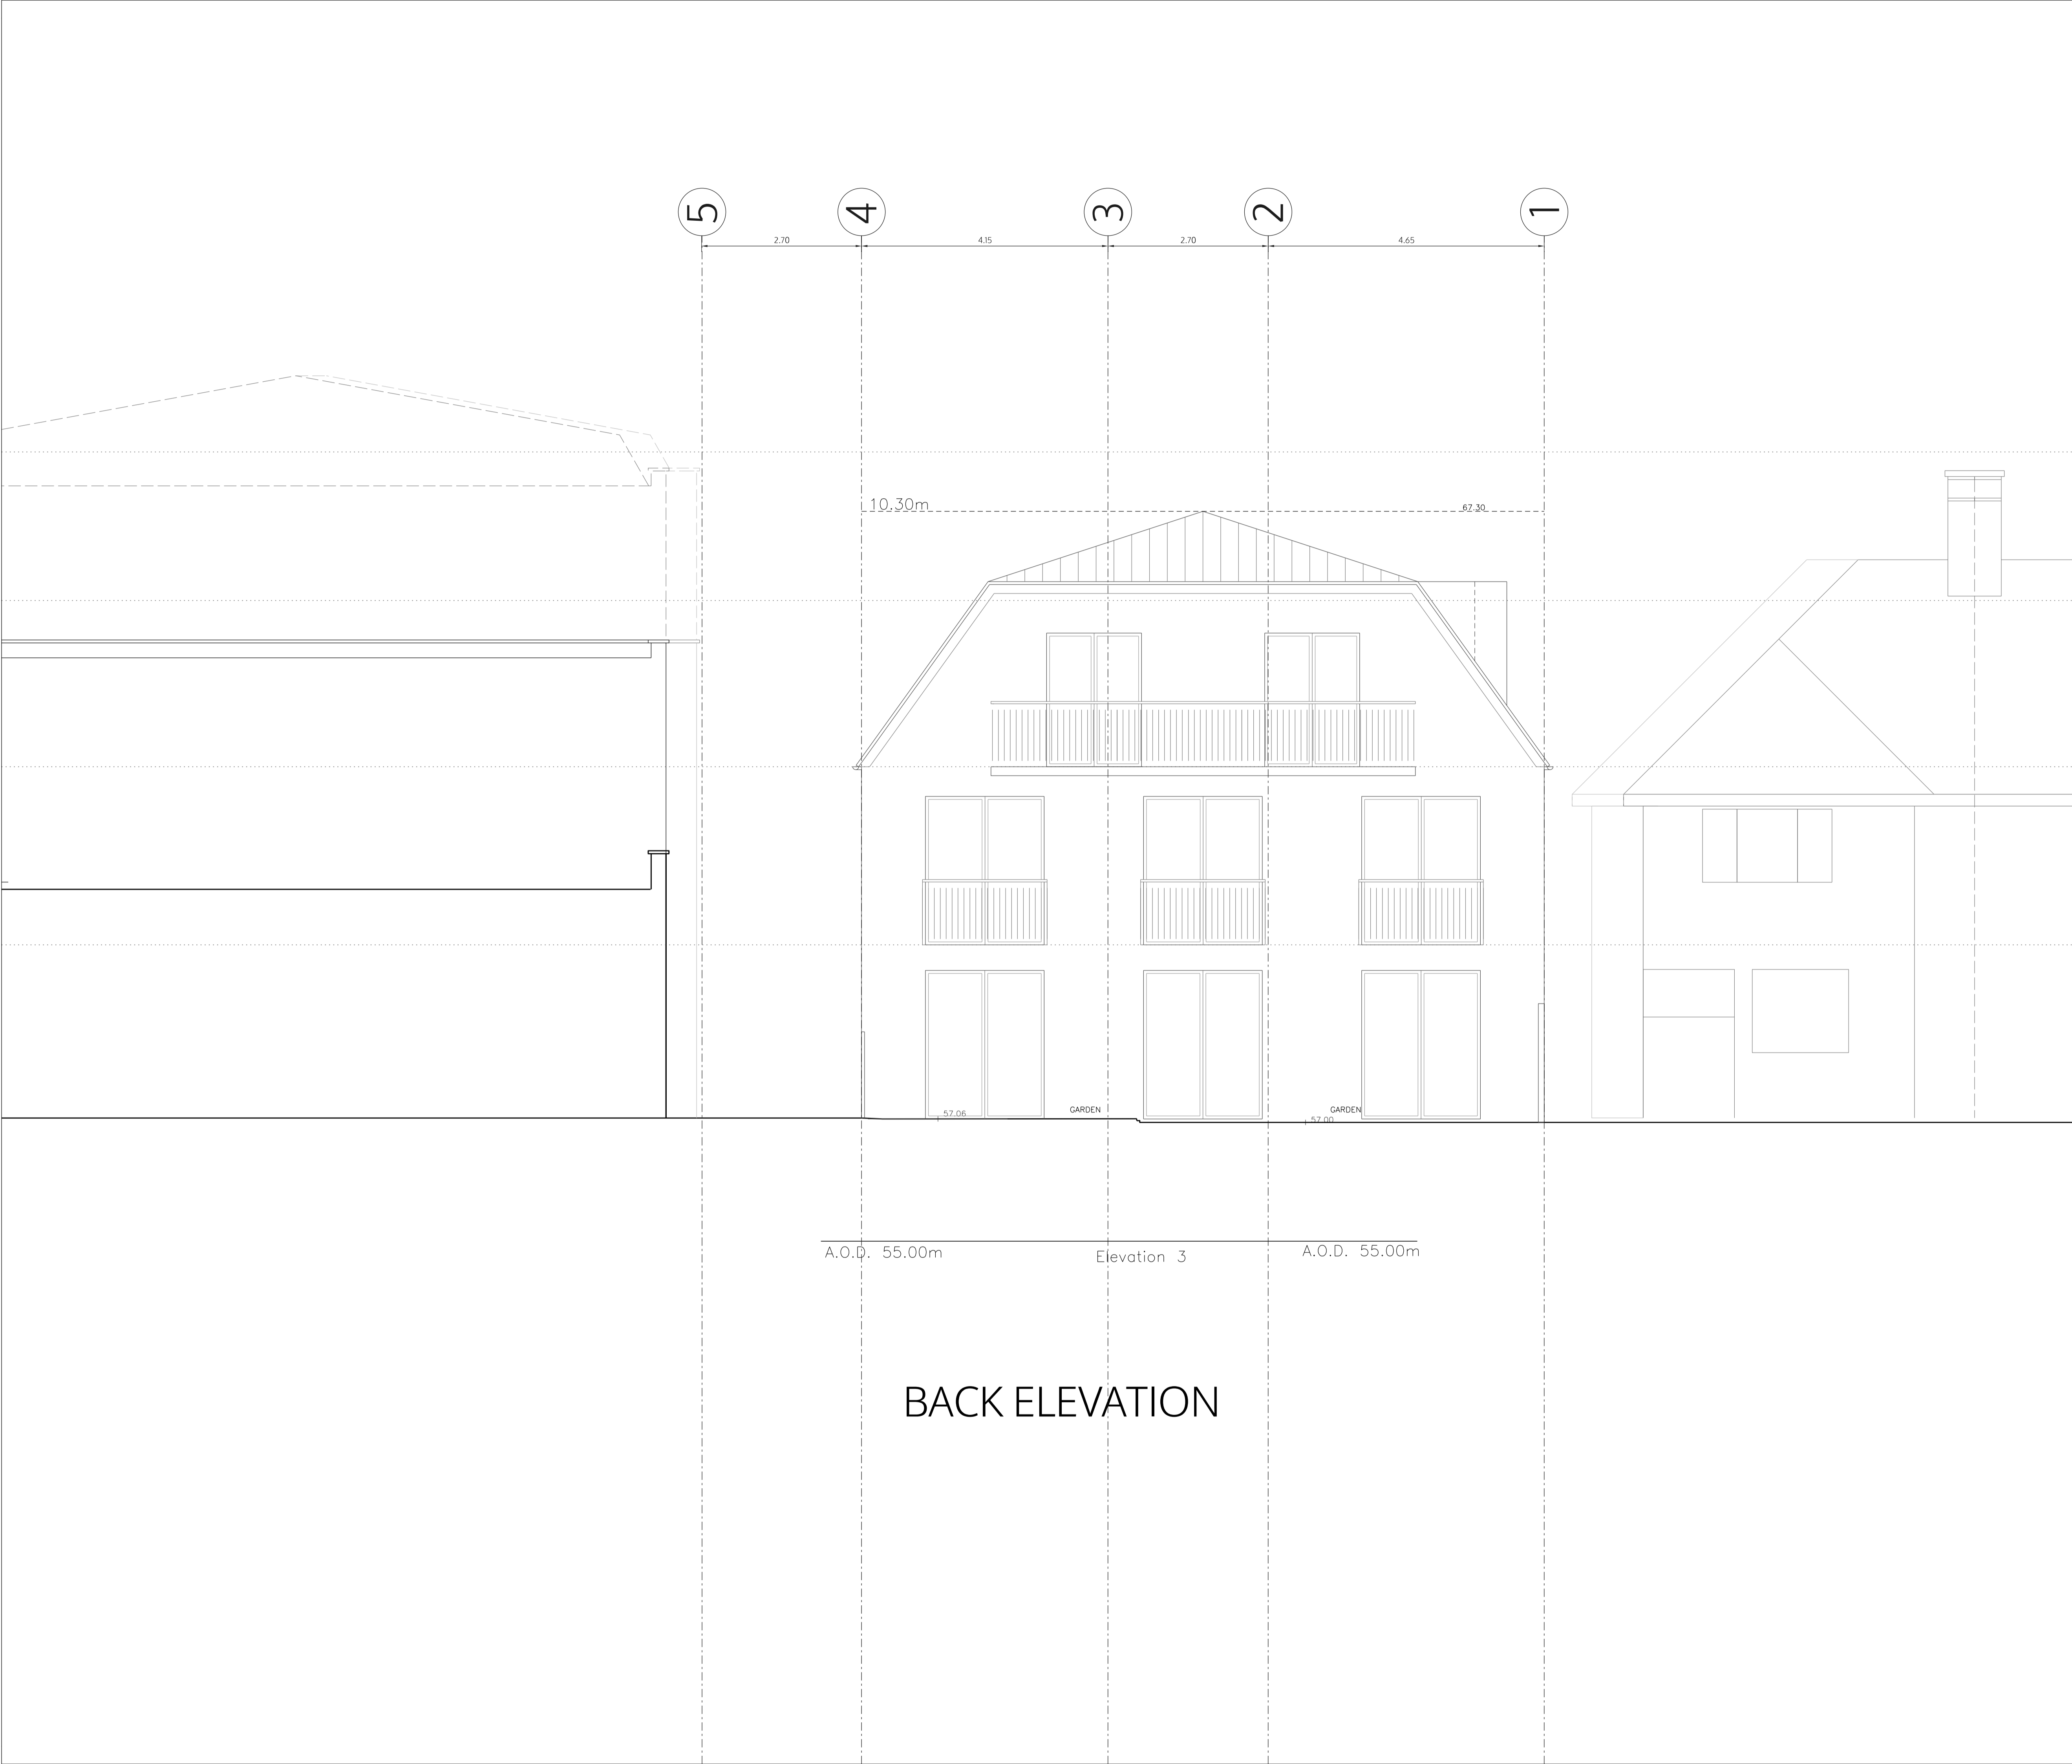 5 4 3 2 1
2.70 4.15 2.70 4.65
10.30m 67.30
57.06 GARDEN GARDEN
57.00
A.O.D. 55.00m Elevation 3 A.O.D. 55.00m
BACK ELEVATION